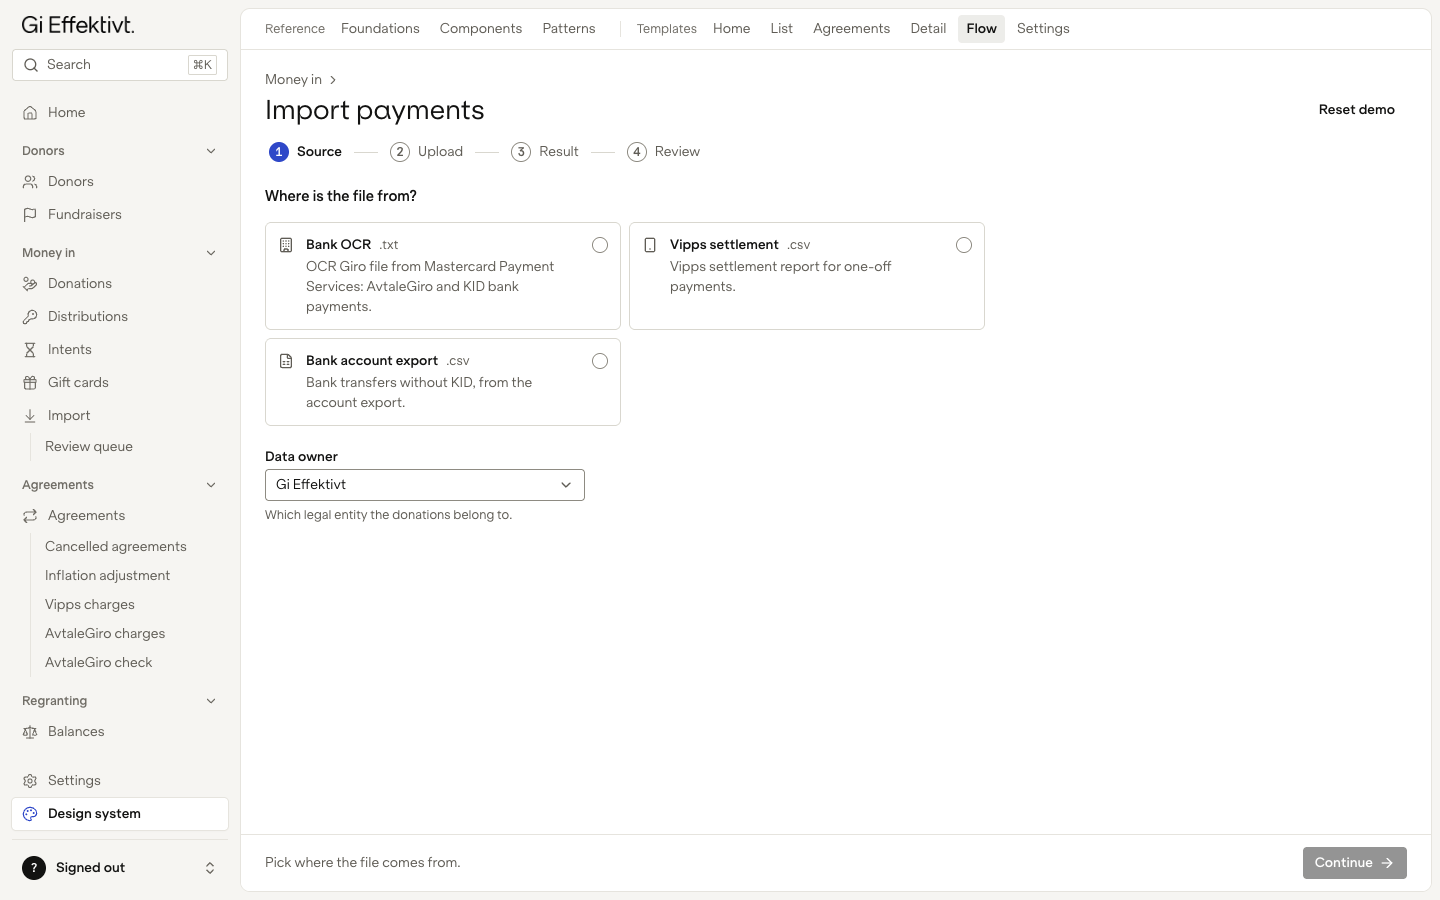 Gi Effektivt.
Search
⌘K
Home
Donors
Donors
Fundraisers
Money in
Donations
Distributions
Intents
Gift cards
Import
Review queue
Agreements
Agreements
Cancelled agreements
Inflation adjustment
Vipps charges
AvtaleGiro charges
AvtaleGiro check
Regranting
Balances
Settings
Design system
?
Signed out
Reference
Foundations
Components
Patterns
Templates
Home
List
Agreements
Detail
Flow
Settings
Money in
Import payments
Reset demo
1 Source
2 Upload
3 Result
4 Review
Where is the file from?
Bank OCR .txt
OCR Giro file from Mastercard Payment
Services: AvtaleGiro and KID bank
payments.
Vipps settlement .csv
Vipps settlement report for one-off
payments.
Bank account export .csv
Bank transfers without KID, from the
account export.
Data owner
Gi Effektivt
Which legal entity the donations belong to.
Pick where the file comes from.
Continue